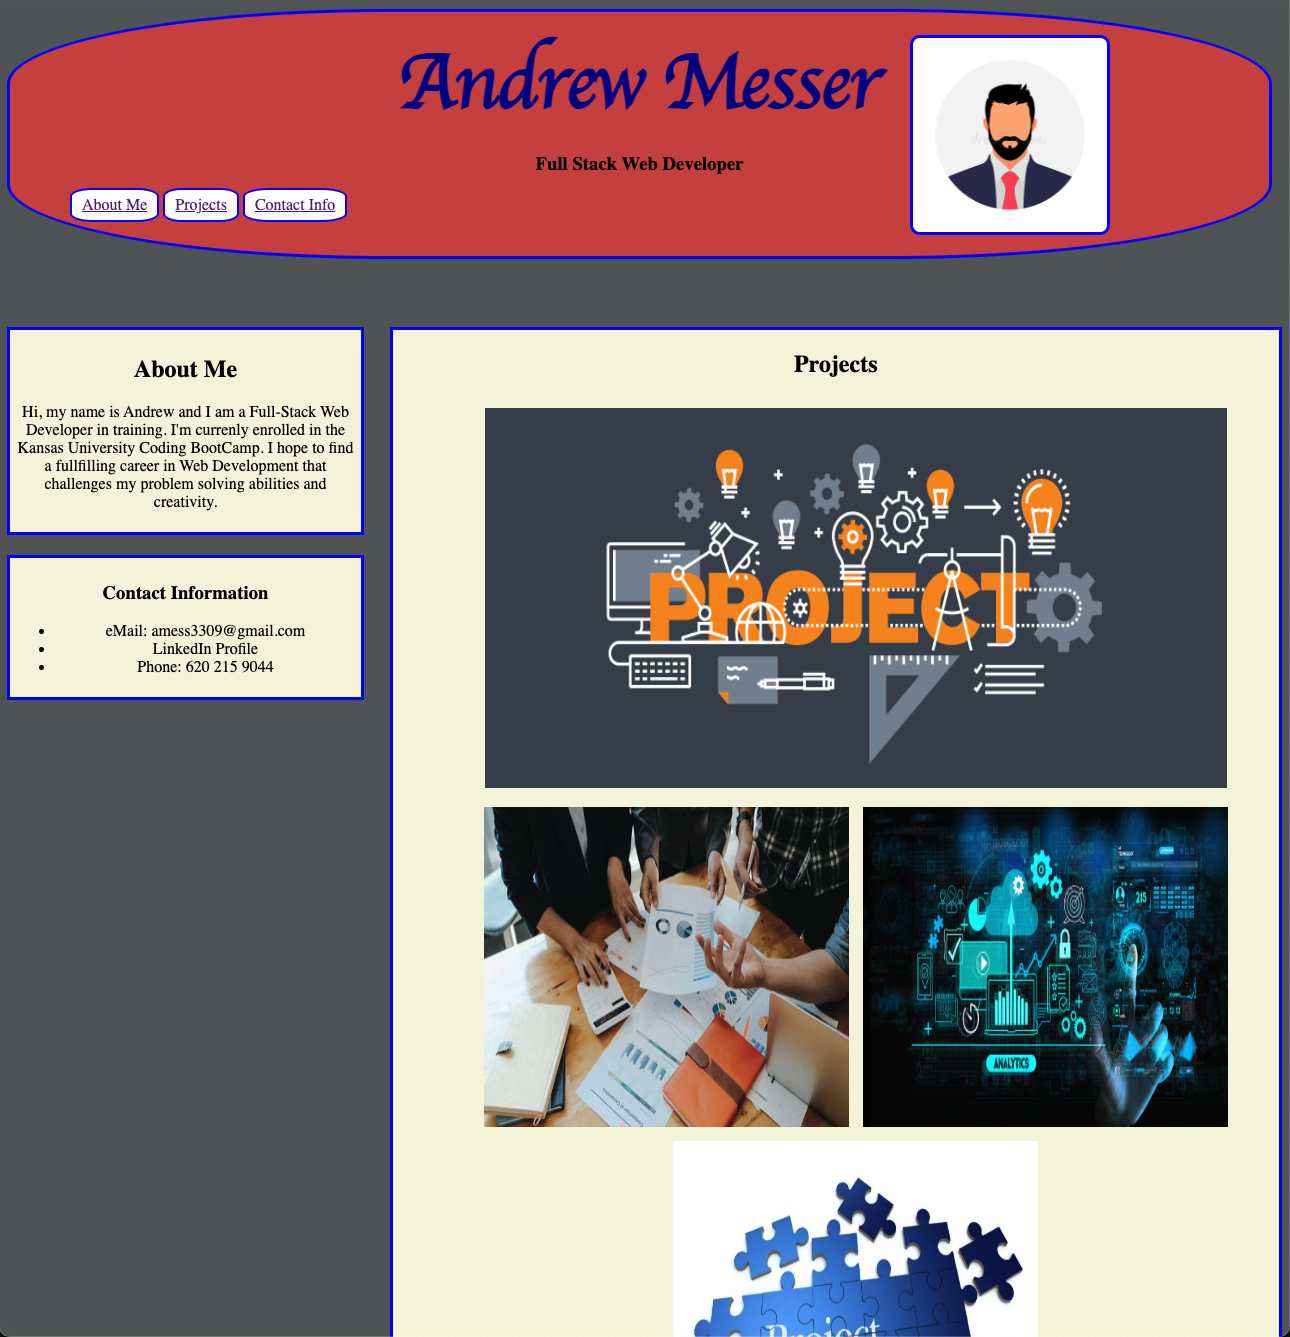 Andrew Messer
Full Stack Web Developer
About Me
Projects
Contact Info
About Me
Hi, my name is Andrew and I am a Full-Stack Web
Developer in training. I'm currenly enrolled in the
Kansas University Coding BootCamp. I hope to find
a fullfilling career in Web Development that
challenges my problem solving abilities and
creativity.
Contact Information
eMail: amess3309@gmail.com
LinkedIn Profile
Phone: 620 215 9044
Projects
PROJECT
215
ANALYTICS
Project